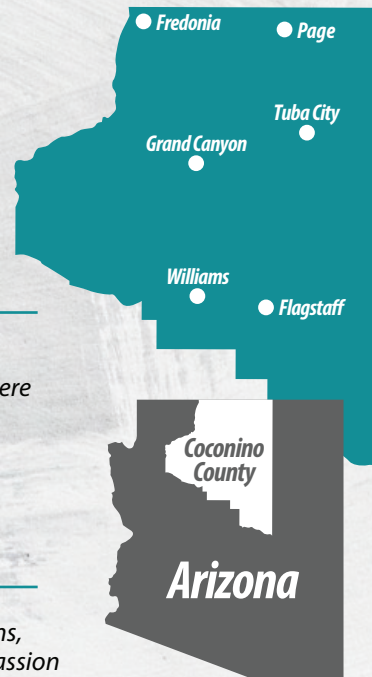 Fredonia
Page
Tuba City
Grand Canyon
Williams
Flagstaff
Coconino
County
Arizona